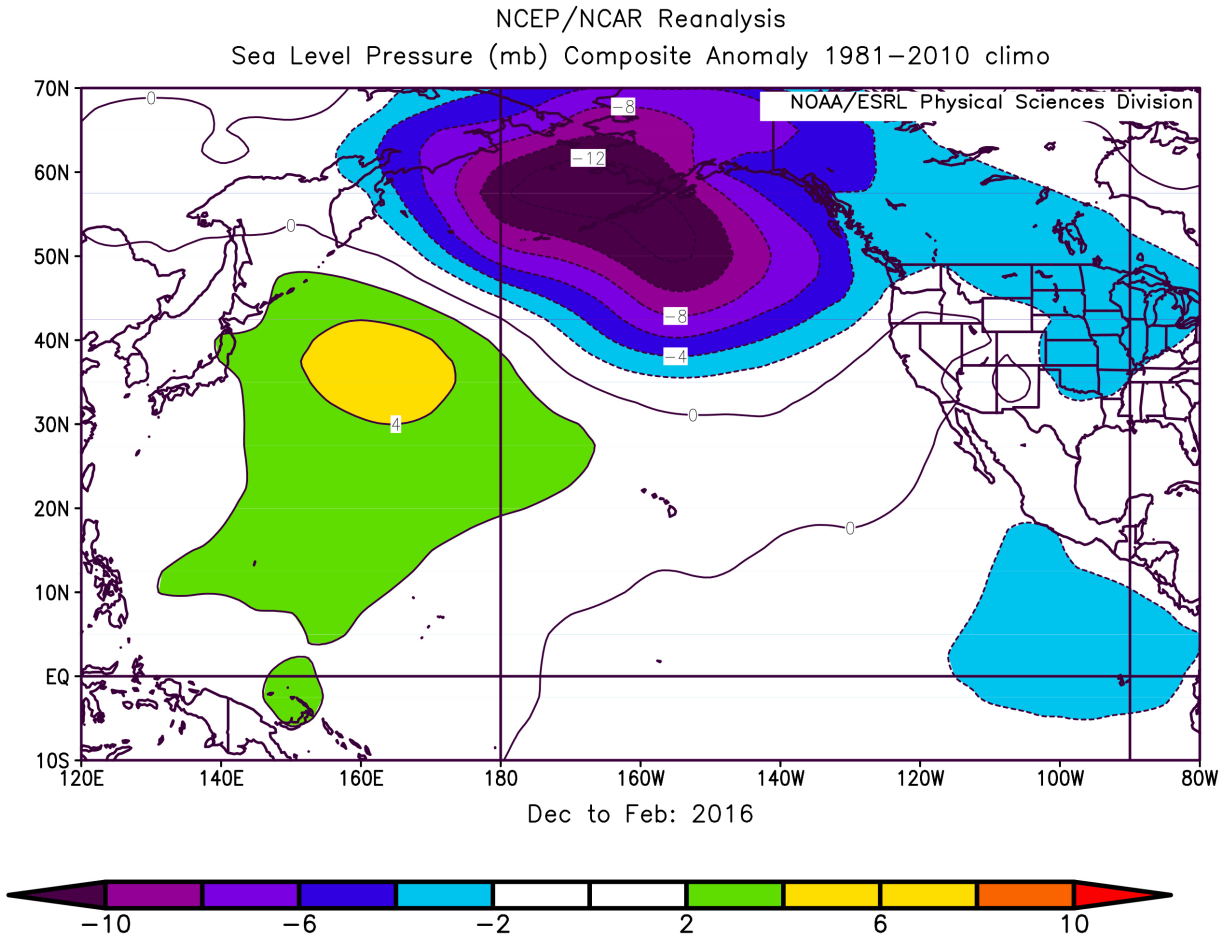 NCEP/NCAR Reanalysis
Sea Level Pressure (mb) Composite Anomaly 1981−2010 climo
NOAA/ESRL Physical Sciences Division
70N
60N
50N
40N
30N
20N
10N
EQ
10S
0
−8
−12
0
−8
−4
0
4
0
120E 140E 160E 180 160W 140W 120W 100W 80W
Dec to Feb: 2016
−10 −6 −2 2 6 10